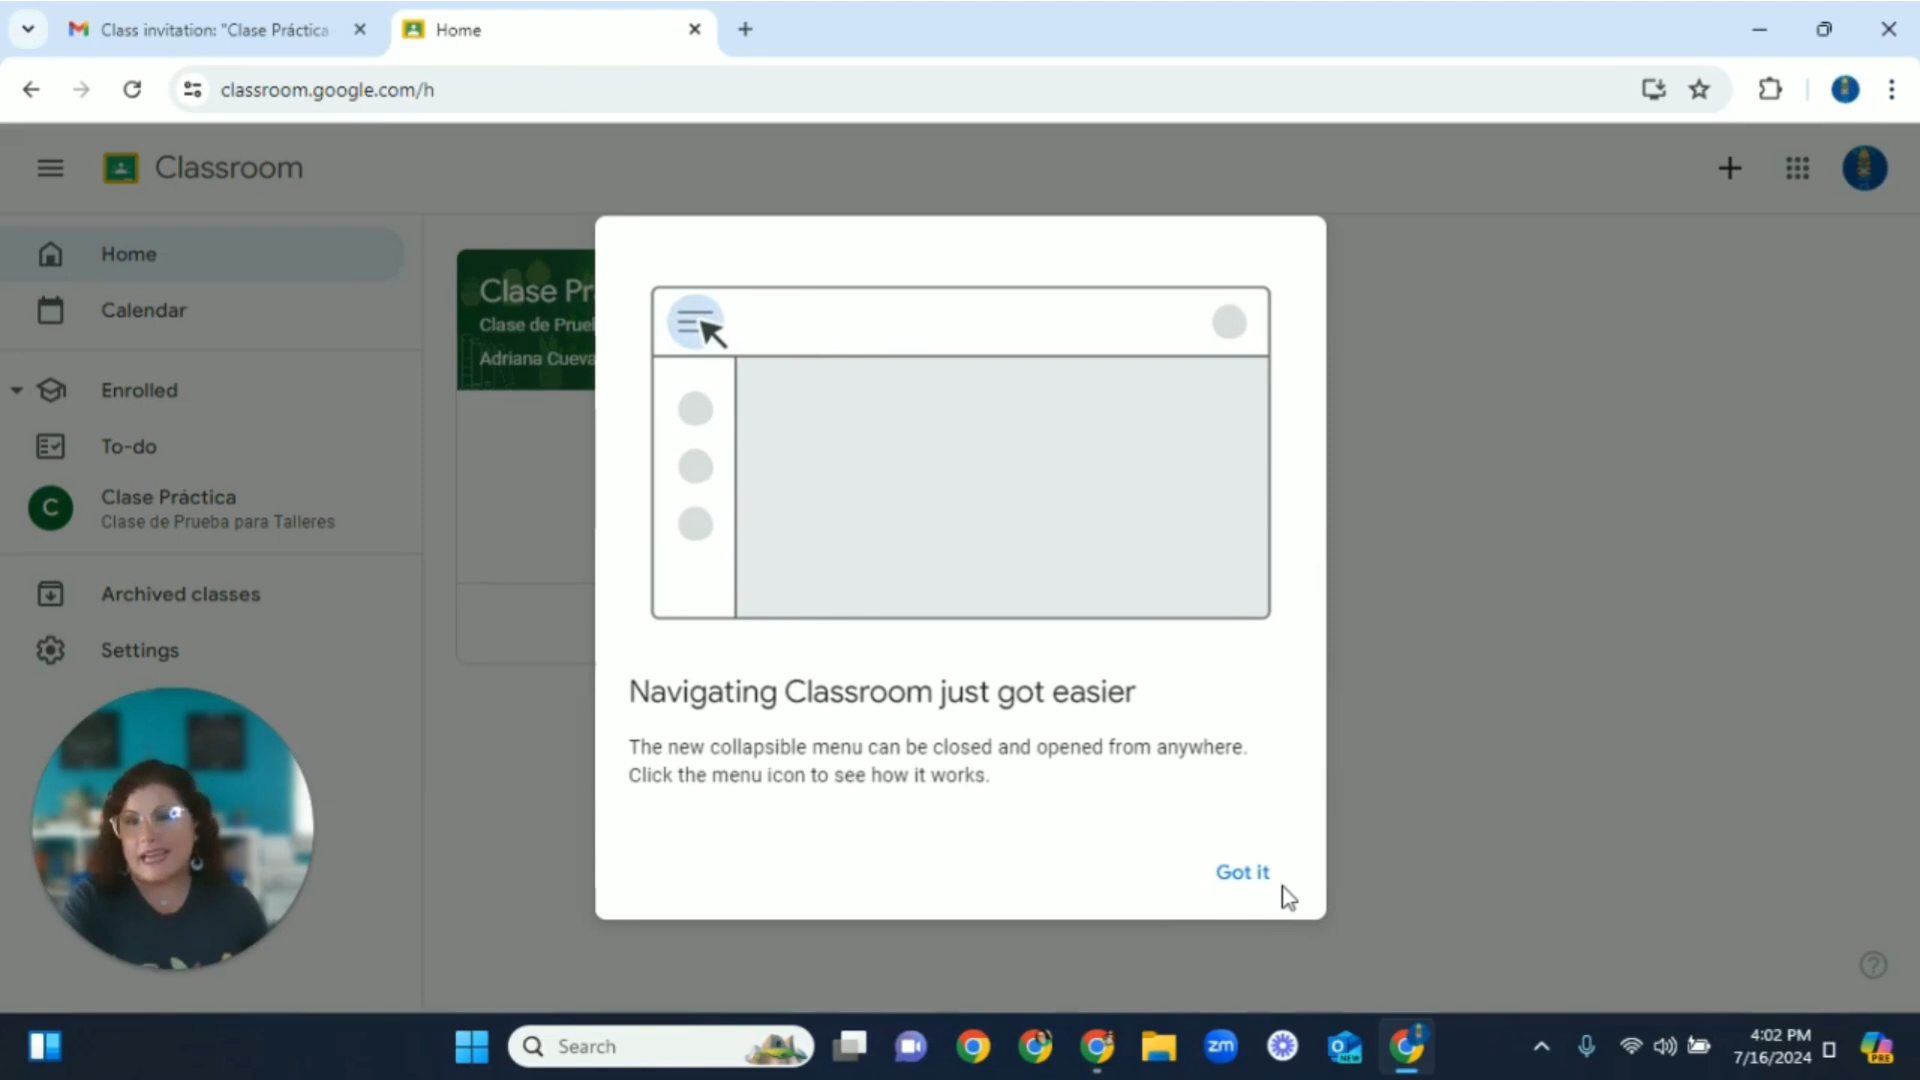 Class invitation: "Clase Práctica
Home
classroom.google.com/h
Classroom
Home
Calendar
Enrolled
To-do
C
Clase Práctica
Clase de Prueba para Talleres
Archived classes
Settings
Clase Pr
Clase de Prue
Adriana Cueva
Navigating Classroom just got easier
The new collapsible menu can be closed and opened from anywhere.
Click the menu icon to see how it works.
Got it
Search
zm
NEW
4:02 PM
7/16/2024
PRE